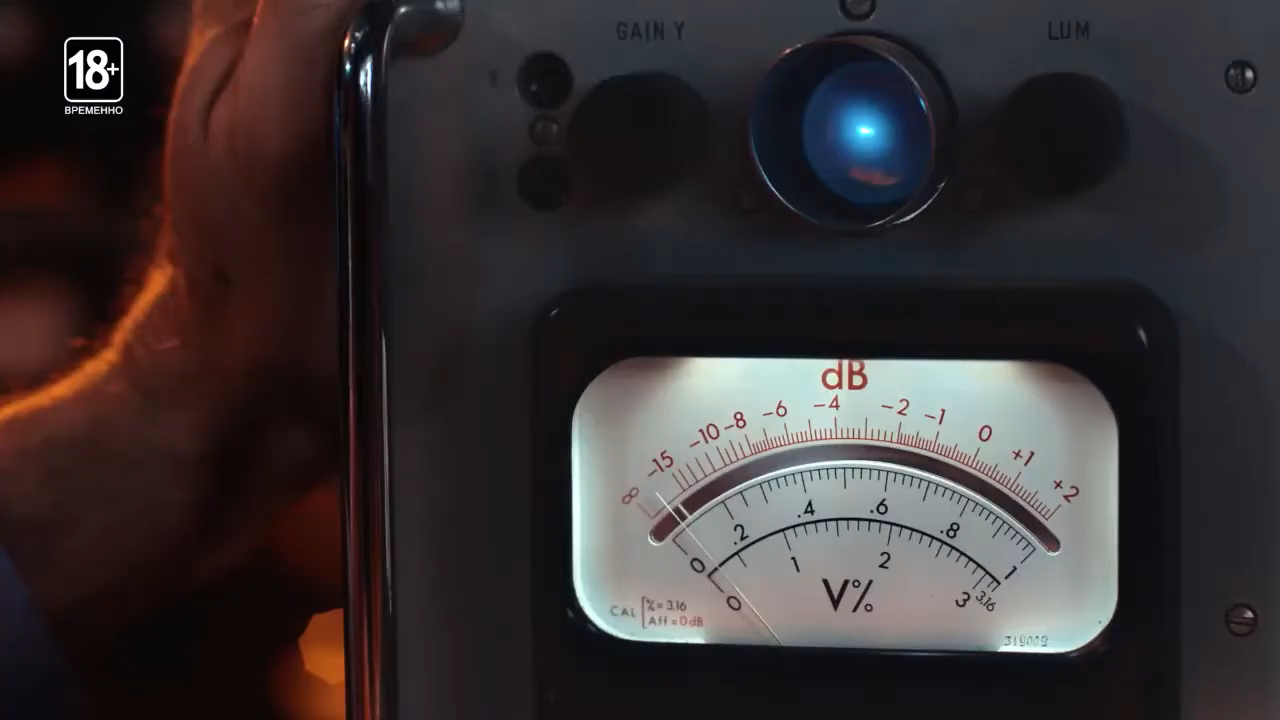 18+
ВРЕМЕННО
GAIN Y
LUM
dB
∞ -15 -10 -8 -6 -4 -2 -1 0 +1 +2
0 .2 .4 .6 .8 1
0 1 2 3 3.16
V%
CAL [%=3.16
Aff=0dB
319009